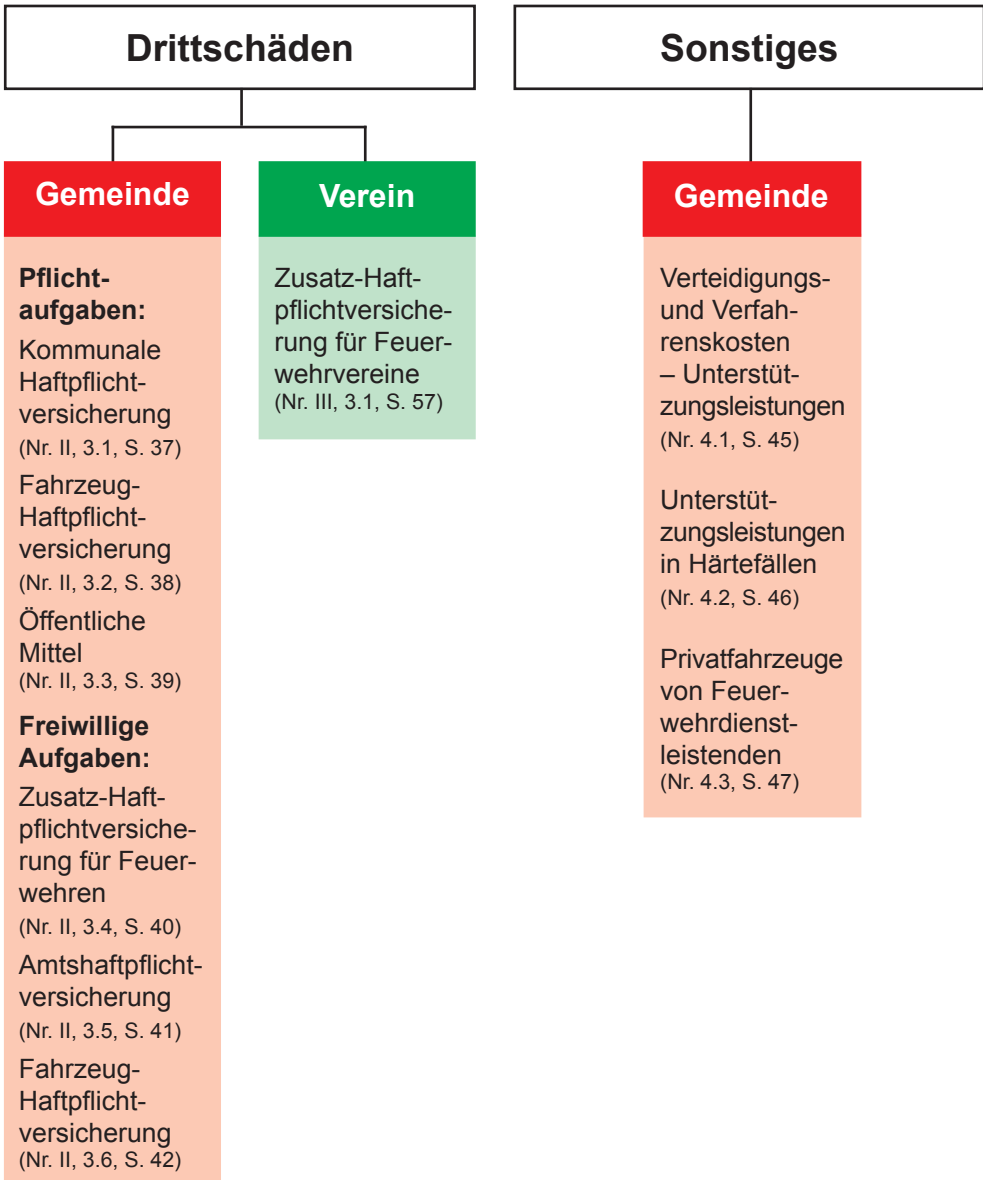 Drittschäden
Gemeinde
Pflicht-
aufgaben:
Kommunale
Haftpflicht-
versicherung
(Nr. II, 3.1, S. 37)
Fahrzeug-
Haftpflicht-
versicherung
(Nr. II, 3.2, S. 38)
Öffentliche
Mittel
(Nr. II, 3.3, S. 39)
Freiwillige
Aufgaben:
Zusatz-Haft-
pflichtversiche-
rung für Feuer-
wehren
(Nr. II, 3.4, S. 40)
Amtshaftpflicht-
versicherung
(Nr. II, 3.5, S. 41)
Fahrzeug-
Haftpflicht-
versicherung
(Nr. II, 3.6, S. 42)
Verein
Zusatz-Haft-
pflichtversiche-
rung für Feuer-
wehrvereine
(Nr. III, 3.1, S. 57)
Sonstiges
Gemeinde
Verteidigungs-
und Verfah-
renskosten
– Unterstüt-
zungsleistungen
(Nr. 4.1, S. 45)
Unterstüt-
zungsleistungen
in Härtefällen
(Nr. 4.2, S. 46)
Privatfahrzeuge
von Feuer-
wehrdienst-
leistenden
(Nr. 4.3, S. 47)